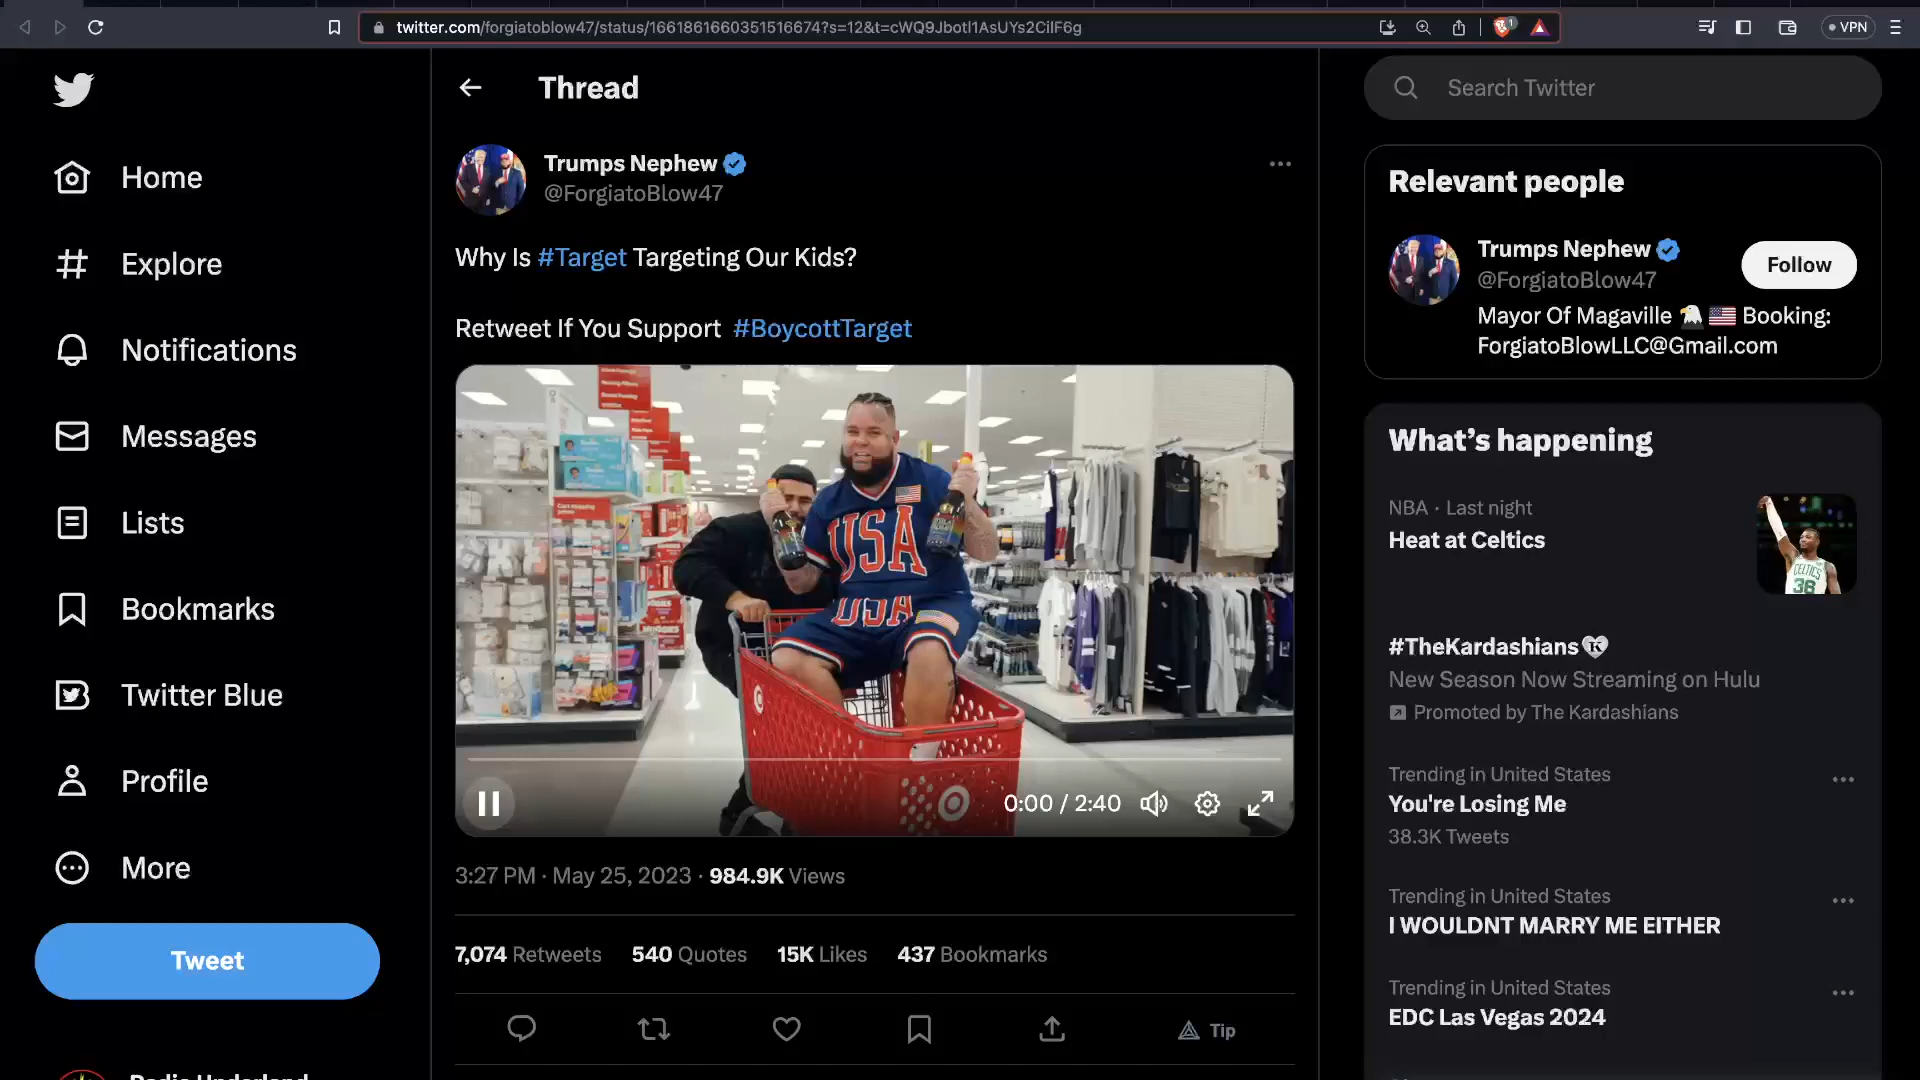 twitter.com/forgiatoblow47/status/1661861660351516674?s=12&t=cWQ9Jbotl1AsUYs2CilF6g
VPN
Home
Explore
Notifications
Messages
Lists
Bookmarks
Twitter Blue
Profile
More
Tweet
Thread
Trumps Nephew
@ForgiatoBlow47
Why Is #Target Targeting Our Kids?
Retweet If You Support #BoycottTarget
USA
USA
0:00 / 2:40
3:27 PM · May 25, 2023 · 984.9K Views
7,074 Retweets 540 Quotes 15K Likes 437 Bookmarks
Tip
Search Twitter
Relevant people
Trumps Nephew
@ForgiatoBlow47
Follow
Mayor Of Magaville Booking:
ForgiatoBlowLLC@Gmail.com
What's happening
NBA · Last night
Heat at Celtics
CELTICS
36
#TheKardashians
New Season Now Streaming on Hulu
Promoted by The Kardashians
Trending in United States
You're Losing Me
38.3K Tweets
Trending in United States
I WOULDNT MARRY ME EITHER
Trending in United States
EDC Las Vegas 2024